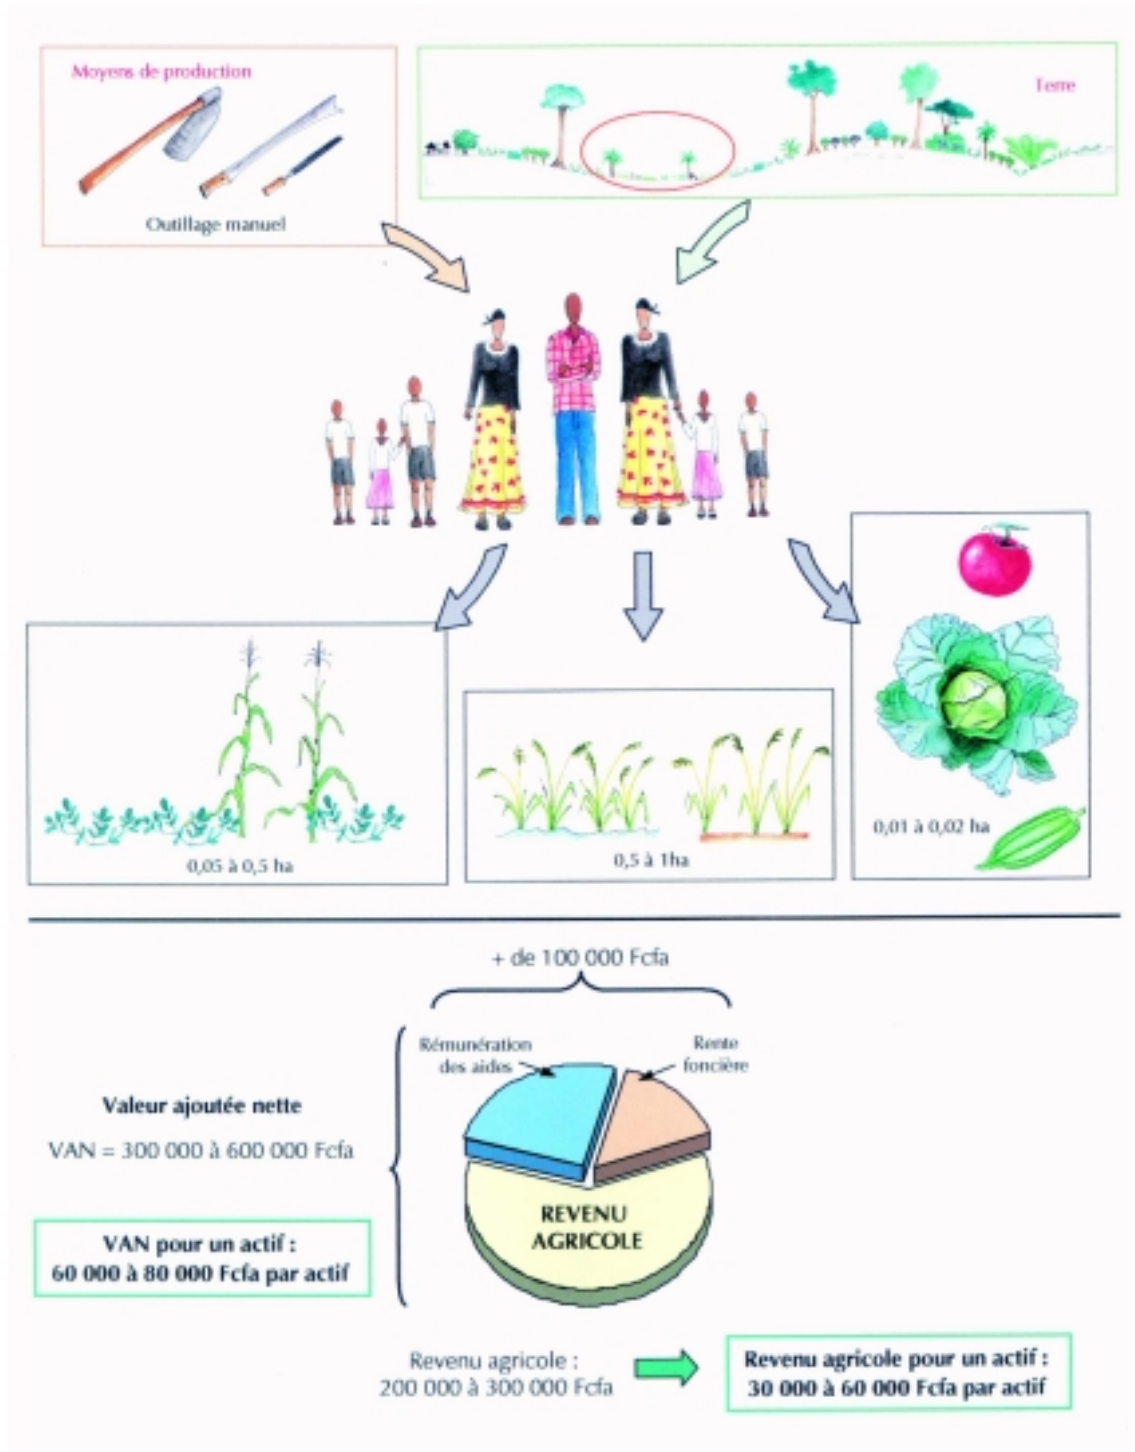 Moyens de production
Terre
Outillage manuel
0,05 à 0,5 ha
0,5 à 1ha
0,01 à 0,02 ha
+ de 100 000 Fcfa
Rémunération
des aides
Rente
foncière
Valeur ajoutée nette
VAN = 300 000 à 600 000 Fcfa
REVENU
AGRICOLE
VAN pour un actif :
60 000 à 80 000 Fcfa par actif
Revenu agricole :
200 000 à 300 000 Fcfa
Revenu agricole pour un actif :
30 000 à 60 000 Fcfa par actif